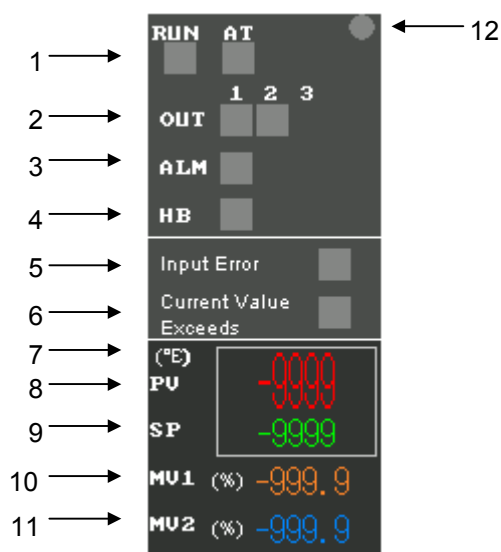 RUN AT 12
1
1 2 3
2 OUT
3 ALM
4 HB
5 Input Error
6 Current Value
Exceeds
7 (°E)
8 PV -9999
9 SP -9999
10 MV1 (%) -999.9
11 MV2 (%) -999.9